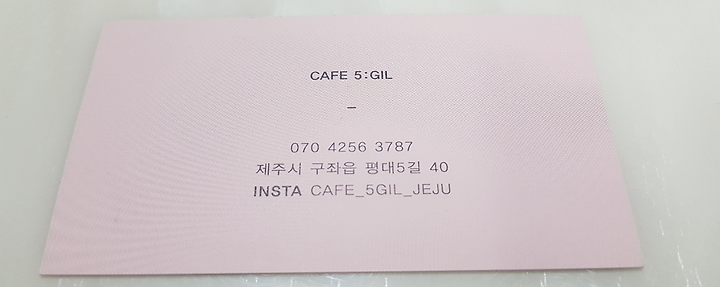 CAFE 5:GIL
–
070 4256 3787
제주시 구좌읍 평대5길 40
INSTA CAFE_5GIL_JEJU